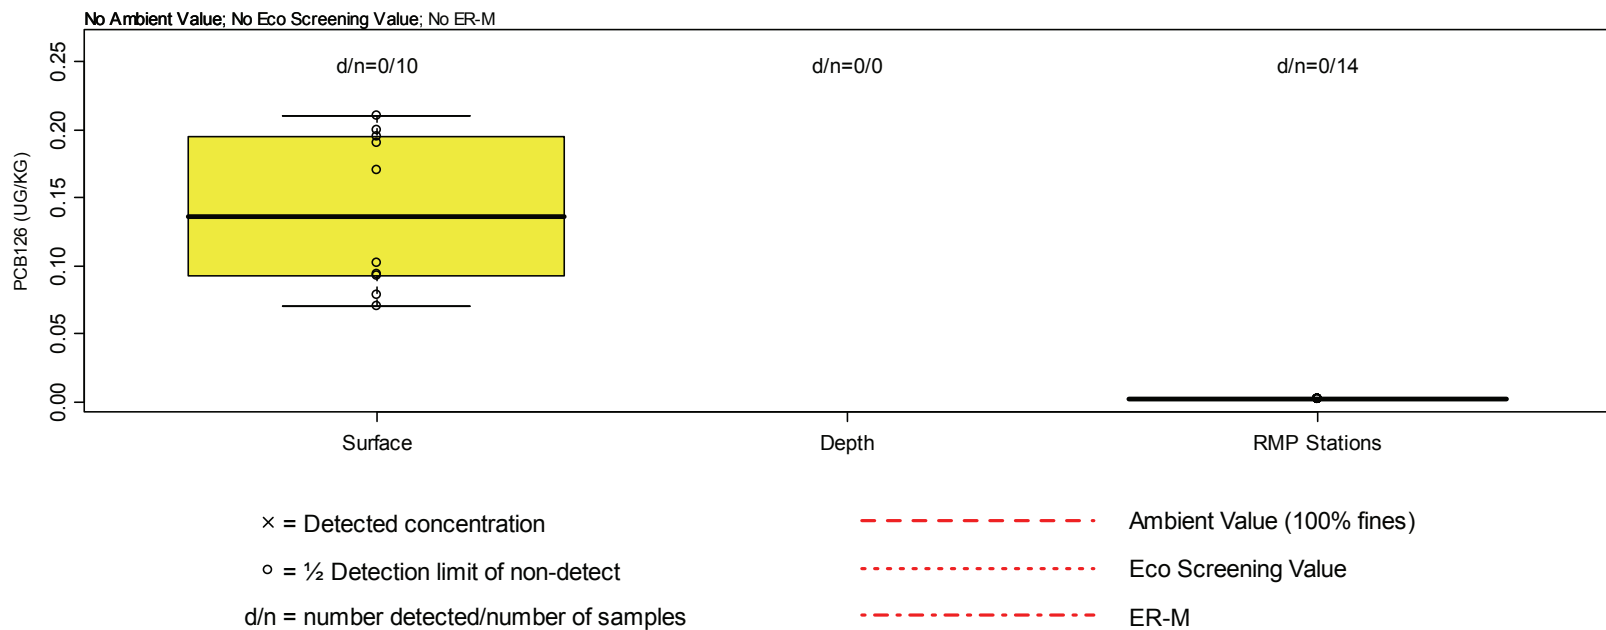 No Ambient Value; No Eco Screening Value; No ER-M
d/n=0/10
d/n=0/0
d/n=0/14
PCB126 (UG/KG)
0.25
0.20
0.15
0.10
0.05
0.00
Surface
Depth
RMP Stations
× = Detected concentration
Ambient Value (100% fines)
○ = ½ Detection limit of non-detect
Eco Screening Value
d/n = number detected/number of samples
ER-M